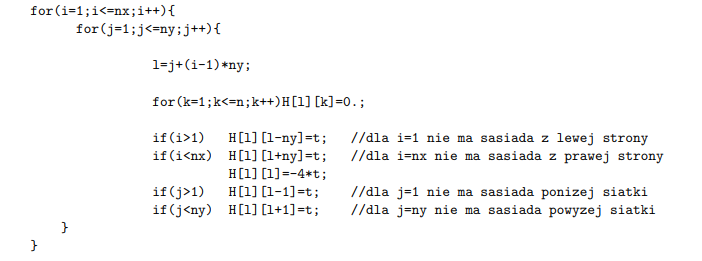 for(i=1;i<=nx;i++){
for(j=1;j<=ny;j++){
l=j+(i-1)*ny;
for(k=1;k<=n;k++)H[l][k]=0.;
if(i>1) H[l][l-ny]=t; //dla i=1 nie ma sasiada z lewej strony
if(i<nx) H[l][l+ny]=t; //dla i=nx nie ma sasiada z prawej strony
H[l][l]=-4*t;
if(j>1) H[l][l-1]=t; //dla j=1 nie ma sasiada ponizej siatki
if(j<ny) H[l][l+1]=t; //dla j=ny nie ma sasiada powyzej siatki
}
}